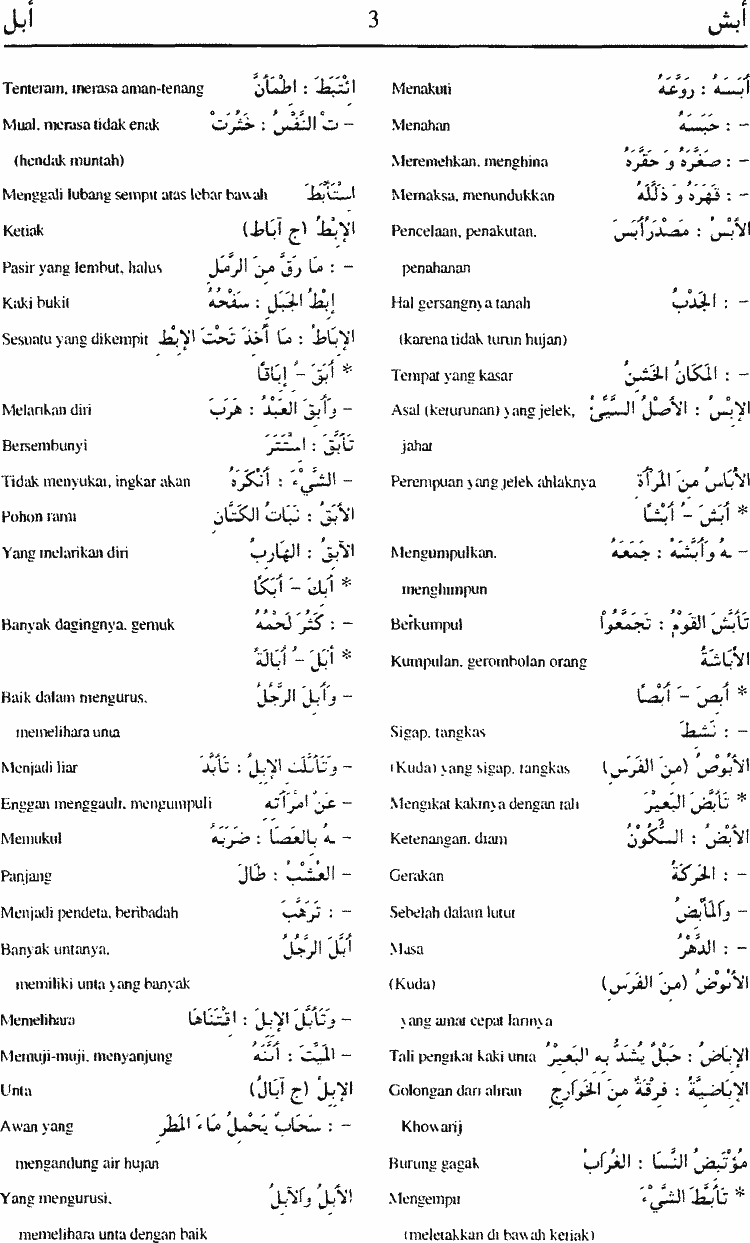 أبش 3 أبل
أَبَسَهُ : رَوَّعَهُ Menakuti
– : حَبَسَهُ Menahan
– : صَغَّرَهُ وَ حَقَّرَهُ Meremehkan, menghina
– : قَهَرَهُ وَ ذَلَّلَهُ Memaksa, menundukkan
الأَبْسُ : مَصْدَرُ أَبَسَ Pencelaan, penakutan,
penahanan
– : الجَدْبُ Hal gersangnya tanah
(karena tidak turun hujan)
– : المَكَانُ الخَشِنُ Tempat yang kasar
الإِبْسُ : الأَصْلُ السَّيِّئُ Asal (keturunan) yang jelek,
jahat
الأَبَاسُ مِنَ المَرْأَةِ Perempuan yang jelek ahlaknya
* أَبَشَ – أَبْشًا
– ـهُ وَأَبَّشَهُ : جَمَعَهُ Mengumpulkan,
menghimpun
تَأَبَّشَ القَوْمُ : تَجَمَّعُوْا Berkumpul
الأُبَاشَةُ Kumpulan, gerombolan orang
* أَبِصَ – أَبْصًا
– : نَشِطَ Sigap, tangkas
الأَبُوْصُ (مِنَ الفَرَسِ) (Kuda) yang sigap, tangkas
* تَأَبَّضَ البَعِيْرَ Mengikat kakinya dengan tali
الأَبْضُ : السُّكُوْنُ Ketenangan, diam
– : الحَرَكَةُ Gerakan
– وَالمَأْبِضُ Sebelah dalam lutut
– : الدَّهْرُ Masa
الأَبُوْضُ (مِنَ الفَرَسِ) (Kuda)
yang amat cepat larinya
الإِبَاضُ : حَبْلٌ يُشَدُّ بِهِ البَعِيْرُ Tali pengikat kaki unta
الإِبَاضِيَّةُ : فِرْقَةٌ مِنَ الخَوَارِجِ Golongan dari aliran
Khowarij
مُؤْتَبِضُ النَّسَا : الغُرَابُ Burung gagak
* تَأَبَّطَ الشَّيْءَ Mengempit
(meletakkan di bawah ketiak)
ائْتَبَطَ : اطْمَأَنَّ Tenteram, merasa aman-tenang
– تِ النَّفْسُ : خَثُرَتْ Mual, merasa tidak enak
(hendak muntah)
اسْتَأْبَطَ Menggali lubang sempit atas lebar bawah
الإِبْطُ (ج آبَاط) Ketiak
– : مَا رَقَّ مِنَ الرَّمْلِ Pasir yang lembut, halus
إِبْطُ الجَبَلِ : سَفْحُهُ Kaki bukit
الإِبَاطُ : مَا أُخِذَ تَحْتَ الإِبْطِ Sesuatu yang dikempit
* أَبَقَ – إِبَاقًا
– وَأَبِقَ العَبْدُ : هَرَبَ Melarikan diri
تَأَبَّقَ : اسْتَتَرَ Bersembunyi
– الشَّيْءَ : أَنْكَرَهُ Tidak menyukai, ingkar akan
الأَبَقُ : نَبَاتُ الكَتَّانِ Pohon rami
الآبِقُ : الهَارِبُ Yang melarikan diri
* أَبِكَ – أَبَكًا
– : كَثُرَ لَحْمُهُ Banyak dagingnya, gemuk
* أَبَلَ – أَبَالَةً
– وَأَبِلَ الرَّجُلُ Baik dalam mengurus,
memelihara unta
– وَتَأَبَّلَتِ الإِبِلُ : تَأَبَّدَ Menjadi liar
– عَنْ امْرَأَتِهِ Enggan menggauli, mengumpuli
– ـهُ بِالعَصَا : ضَرَبَهُ Memukul
– العُشْبُ : طَالَ Panjang
– : تَرَهَّبَ Menjadi pendeta, beribadah
أَبَّلَ الرَّجُلُ Banyak untanya,
memiliki unta yang banyak
– وَتَأَبَّلَ الإِبِلَ : اقْتَنَاهَا Memelihara
– المَيِّتَ : أَبَّنَهُ Memuji-muji, menyanjung
الإِبِلُ (ج آبَالٌ) Unta
– : سَحَابٌ يَحْمِلُ مَاءَ المَطَرِ Awan yang
mengandung air hujan
الأَبِلُ وَالآبِلُ Yang mengurusi,
memelihara unta dengan baik